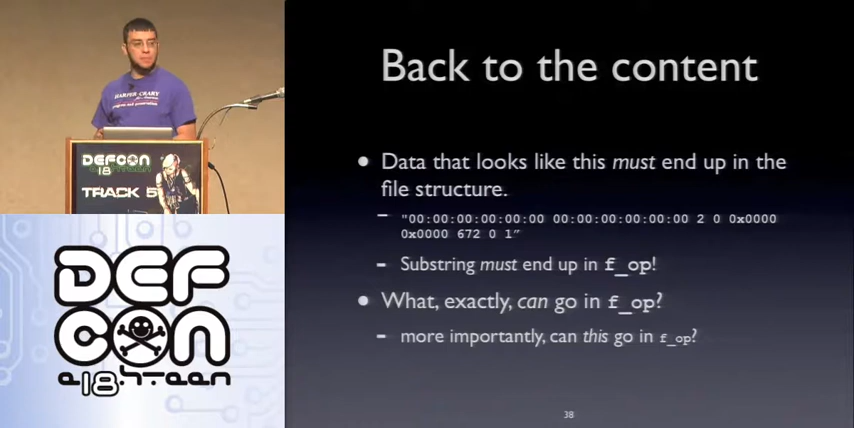 Back to the content
• Data that looks like this must end up in the
file structure.
- "00:00:00:00:00:00 00:00:00:00:00:00 2 0 0x0000
0x0000 672 0 1”
- Substring must end up in f_op!
• What, exactly, can go in f_op?
- more importantly, can this go in f_op?
38
HARPER CRARY
DEFCON
18
TRACK 5
DEF
CON
e18hteen